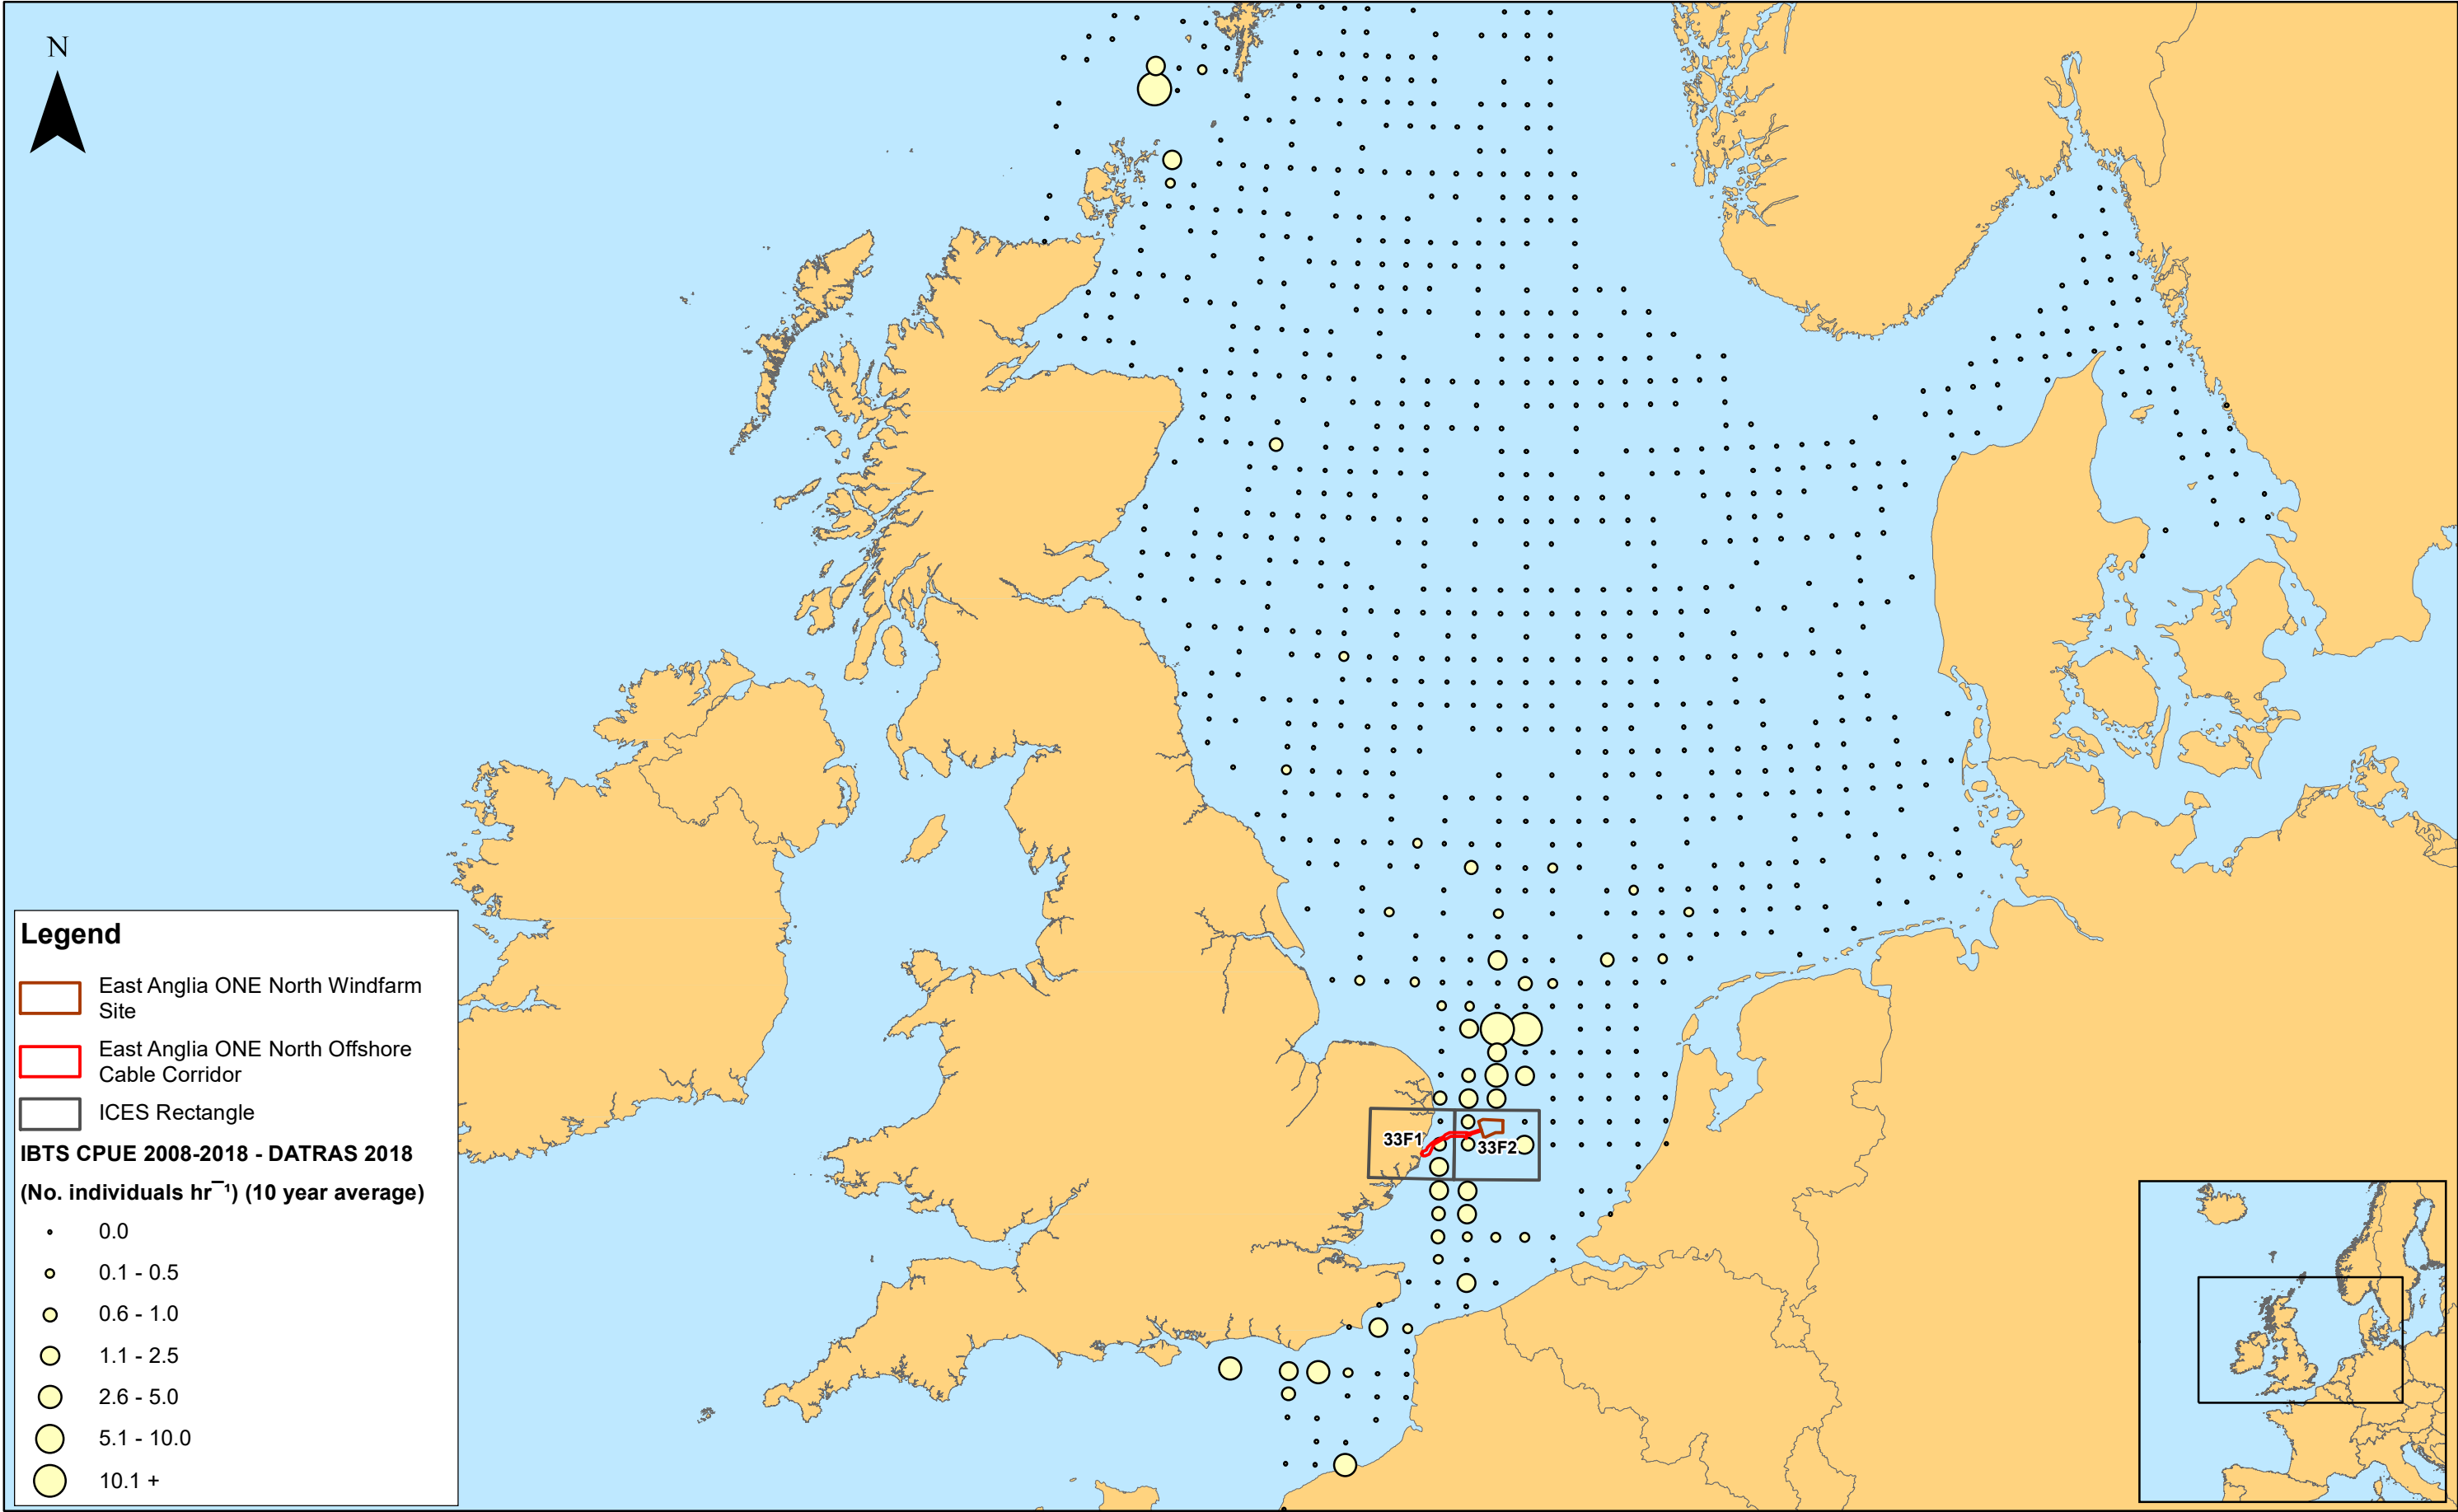 N
33F1
33F2
Legend
East Anglia ONE North Windfarm
Site
East Anglia ONE North Offshore
Cable Corridor
ICES Rectangle
IBTS CPUE 2008-2018 - DATRAS 2018
(No. individuals hr¯¹) (10 year average)
0.0
0.1 - 0.5
0.6 - 1.0
1.1 - 2.5
2.6 - 5.0
5.1 - 10.0
10.1 +